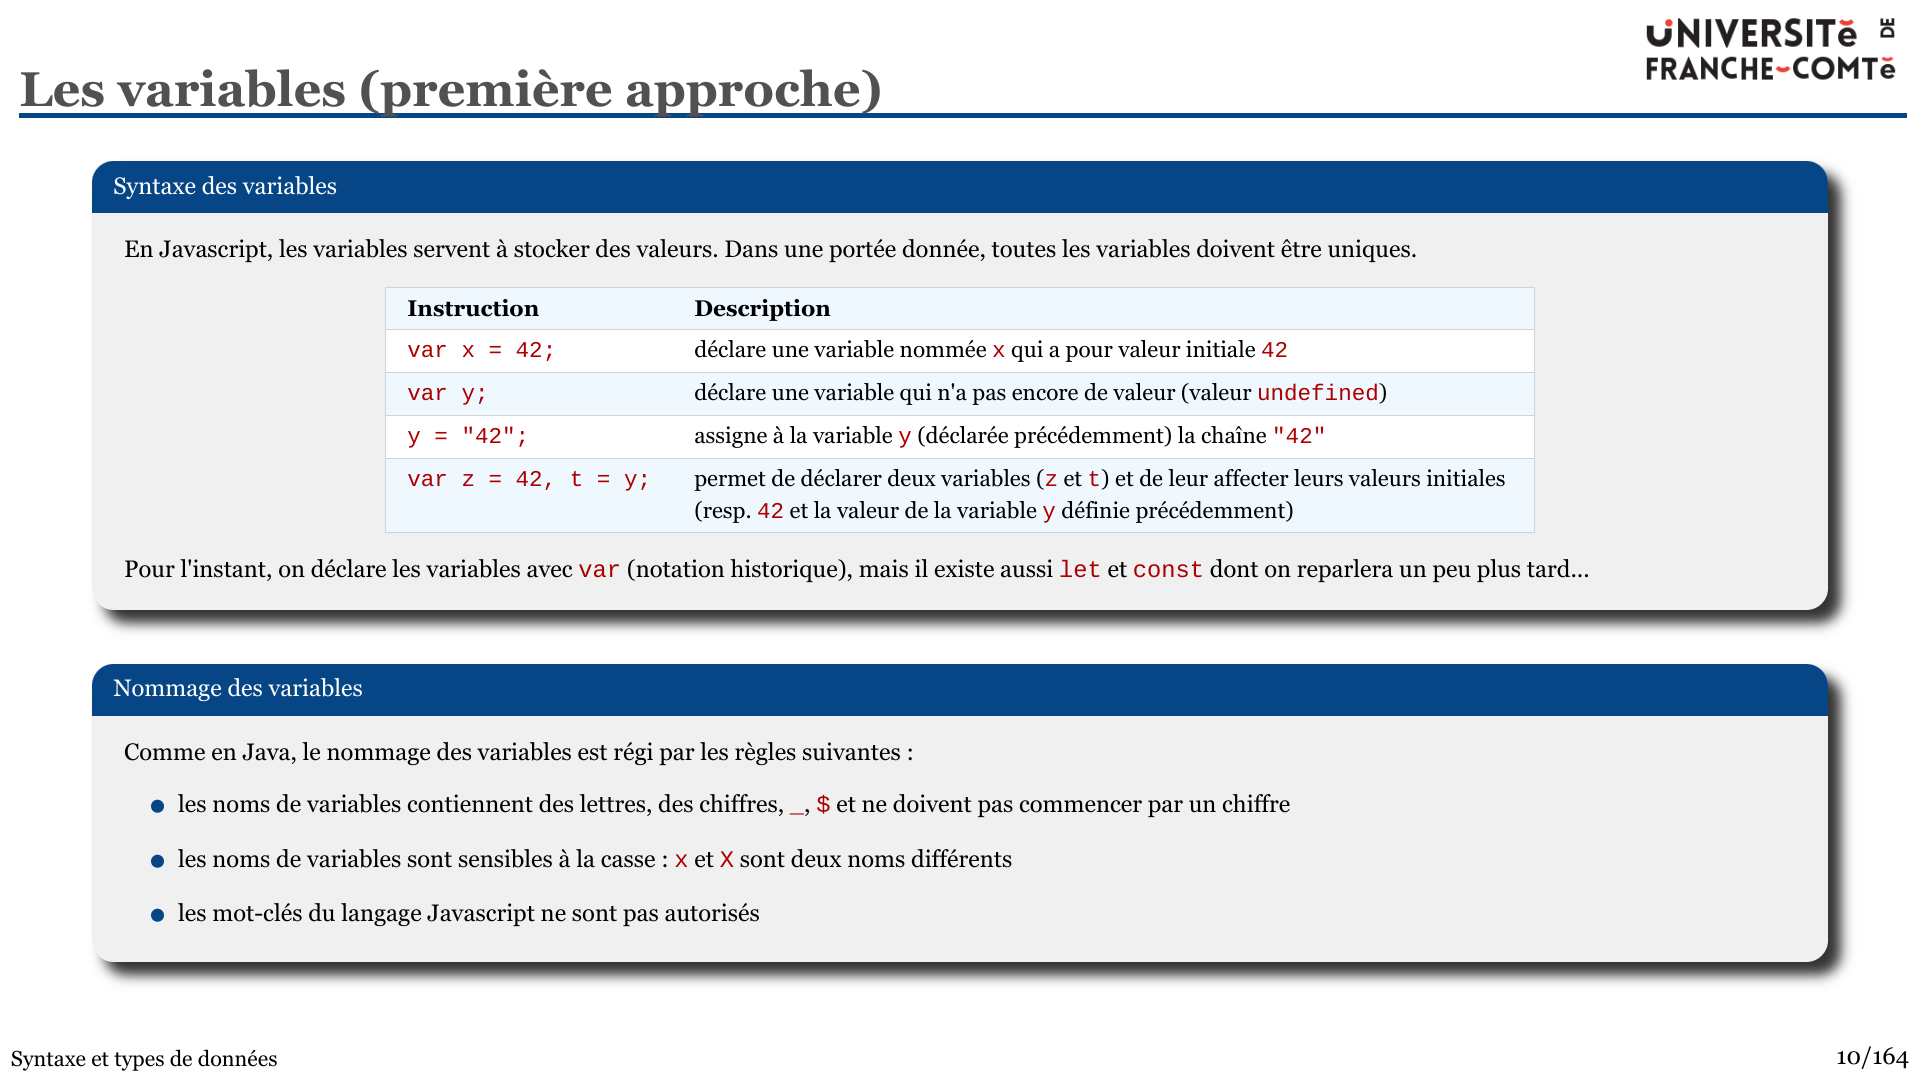 UNIVERSITE DE
FRANCHE-COMTE
Les variables (première approche)
Syntaxe des variables
En Javascript, les variables servent à stocker des valeurs. Dans une portée donnée, toutes les variables doivent être uniques.
Instruction Description
var x = 42; déclare une variable nommée x qui a pour valeur initiale 42
var y; déclare une variable qui n'a pas encore de valeur (valeur undefined)
y = "42"; assigne à la variable y (déclarée précédemment) la chaîne "42"
var z = 42, t = y; permet de déclarer deux variables (z et t) et de leur affecter leurs valeurs initiales
(resp. 42 et la valeur de la variable y définie précédemment)
Pour l'instant, on déclare les variables avec var (notation historique), mais il existe aussi let et const dont on reparlera un peu plus tard...
Nommage des variables
Comme en Java, le nommage des variables est régi par les règles suivantes :
● les noms de variables contiennent des lettres, des chiffres, _, $ et ne doivent pas commencer par un chiffre
● les noms de variables sont sensibles à la casse : x et X sont deux noms différents
● les mot-clés du langage Javascript ne sont pas autorisés
Syntaxe et types de données
10/164